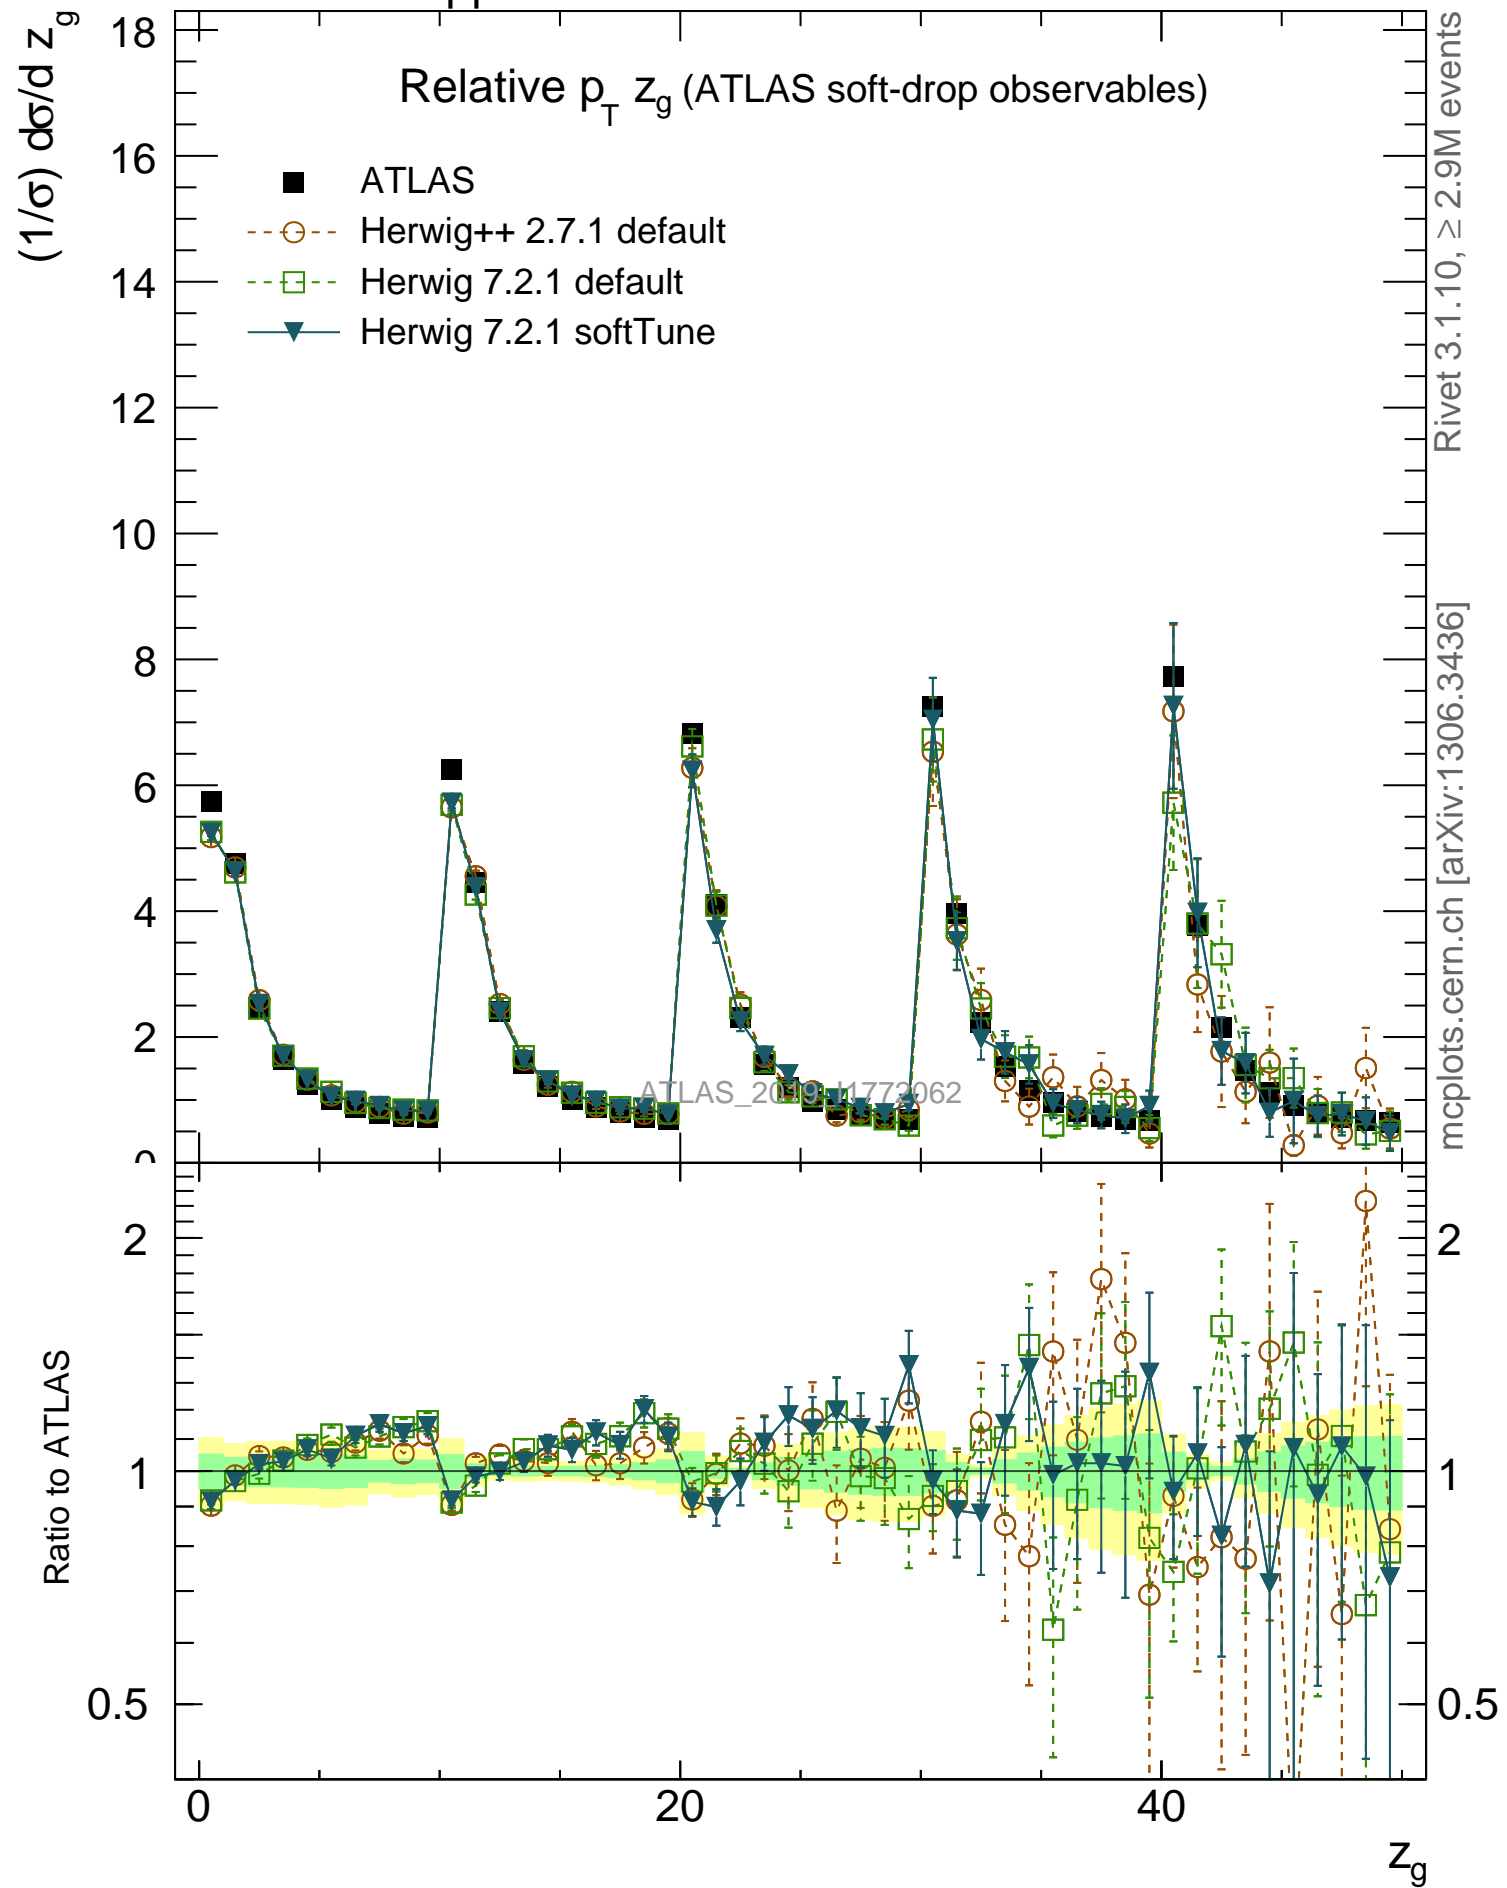 (1/σ) dσ/d z_g
Relative p_T z_g (ATLAS soft-drop observables)
ATLAS
Herwig++ 2.7.1 default
Herwig 7.2.1 default
Herwig 7.2.1 softTune
18
16
14
12
10
8
6
4
2
0
ATLAS_2019_I1772062
Rivet 3.1.10, ≥ 2.9M events
mcplots.cern.ch [arXiv:1306.3436]
Ratio to ATLAS
2
1
0.5
2
1
0.5
0
20
40
z_g